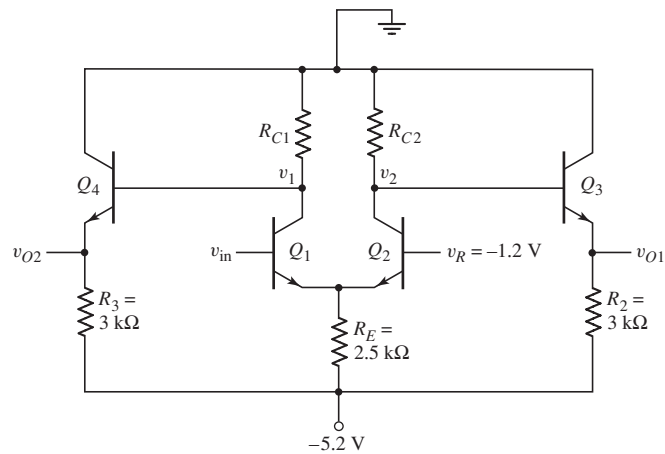 R_C1
R_C2
v_1
v_2
Q_4
Q_3
v_O2
v_in
Q_1
Q_2
v_R = –1.2 V
v_O1
R_3 =
3 kΩ
R_E =
2.5 kΩ
R_2 =
3 kΩ
–5.2 V